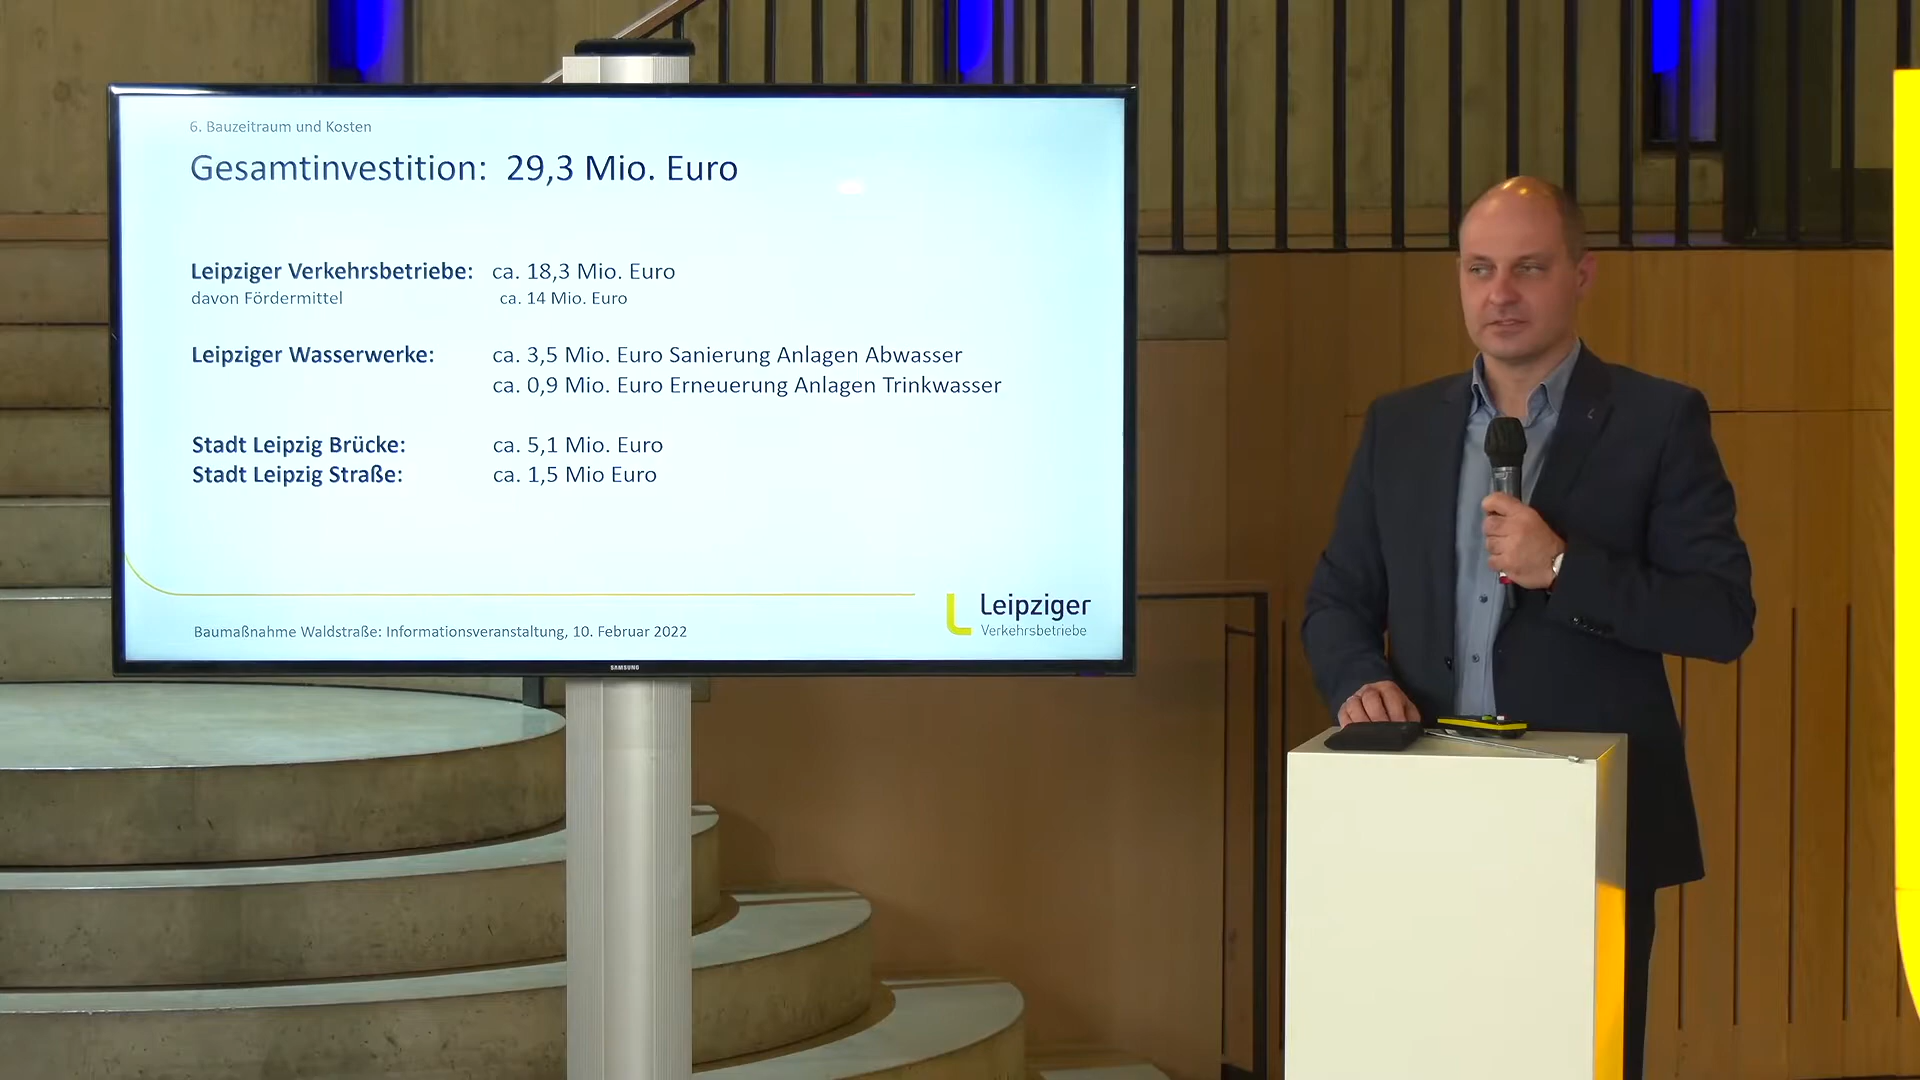 6. Bauzeitraum und Kosten
Gesamtinvestition: 29,3 Mio. Euro
Leipziger Verkehrsbetriebe: ca. 18,3 Mio. Euro
davon Fördermittel ca. 14 Mio. Euro
Leipziger Wasserwerke: ca. 3,5 Mio. Euro Sanierung Anlagen Abwasser
ca. 0,9 Mio. Euro Erneuerung Anlagen Trinkwasser
Stadt Leipzig Brücke: ca. 5,1 Mio. Euro
Stadt Leipzig Straße: ca. 1,5 Mio Euro
Leipziger
Verkehrsbetriebe
Baumaßnahme Waldstraße: Informationsveranstaltung, 10. Februar 2022
SAMSUNG